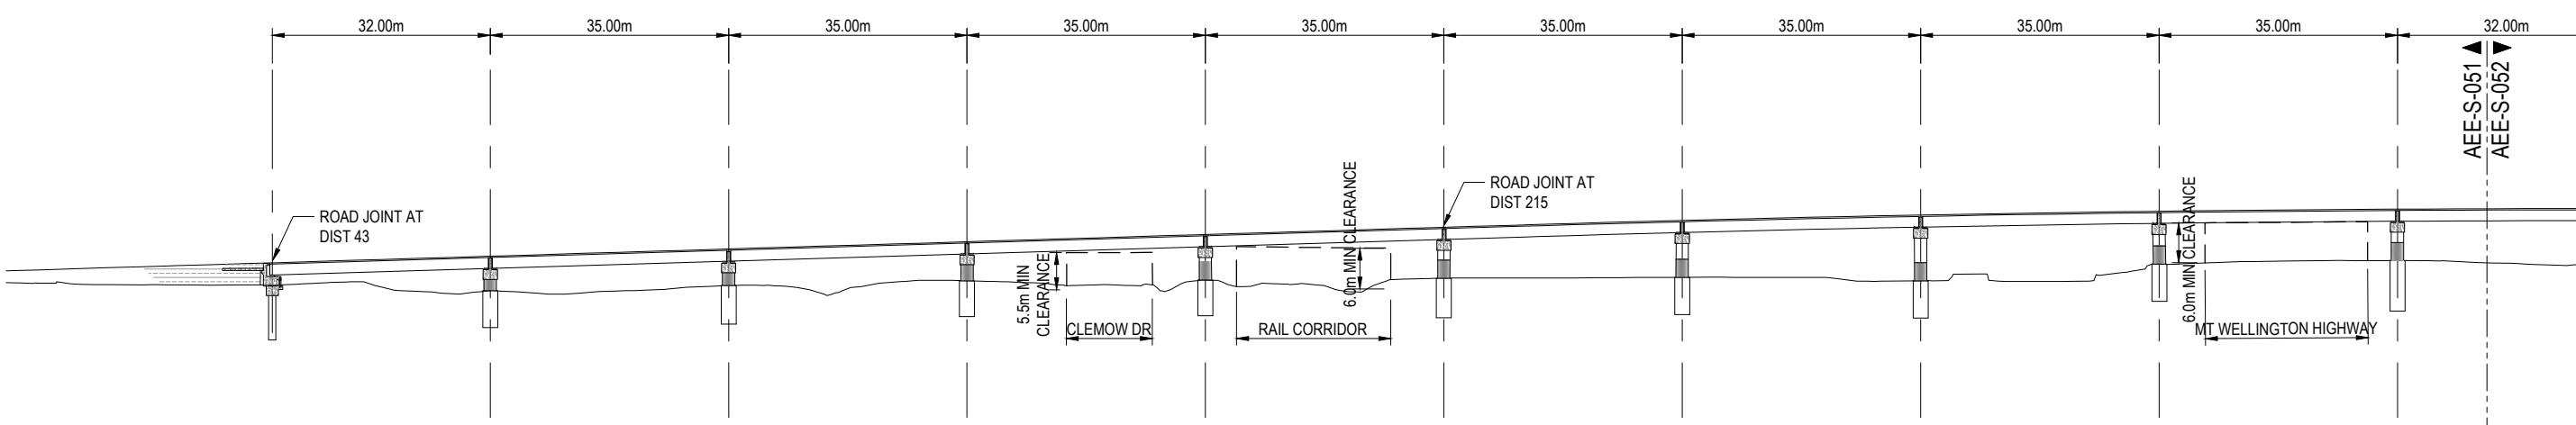 32.00m
35.00m
35.00m
35.00m
35.00m
35.00m
35.00m
35.00m
35.00m
32.00m
AEE-S-051
AEE-S-052
ROAD JOINT AT
DIST 43
ROAD JOINT AT
DIST 215
5.5m MIN
CLEARANCE
6.0m MIN CLEARANCE
6.0m MIN CLEARANCE
CLEMOW DR
RAIL CORRIDOR
MT WELLINGTON HIGHWAY